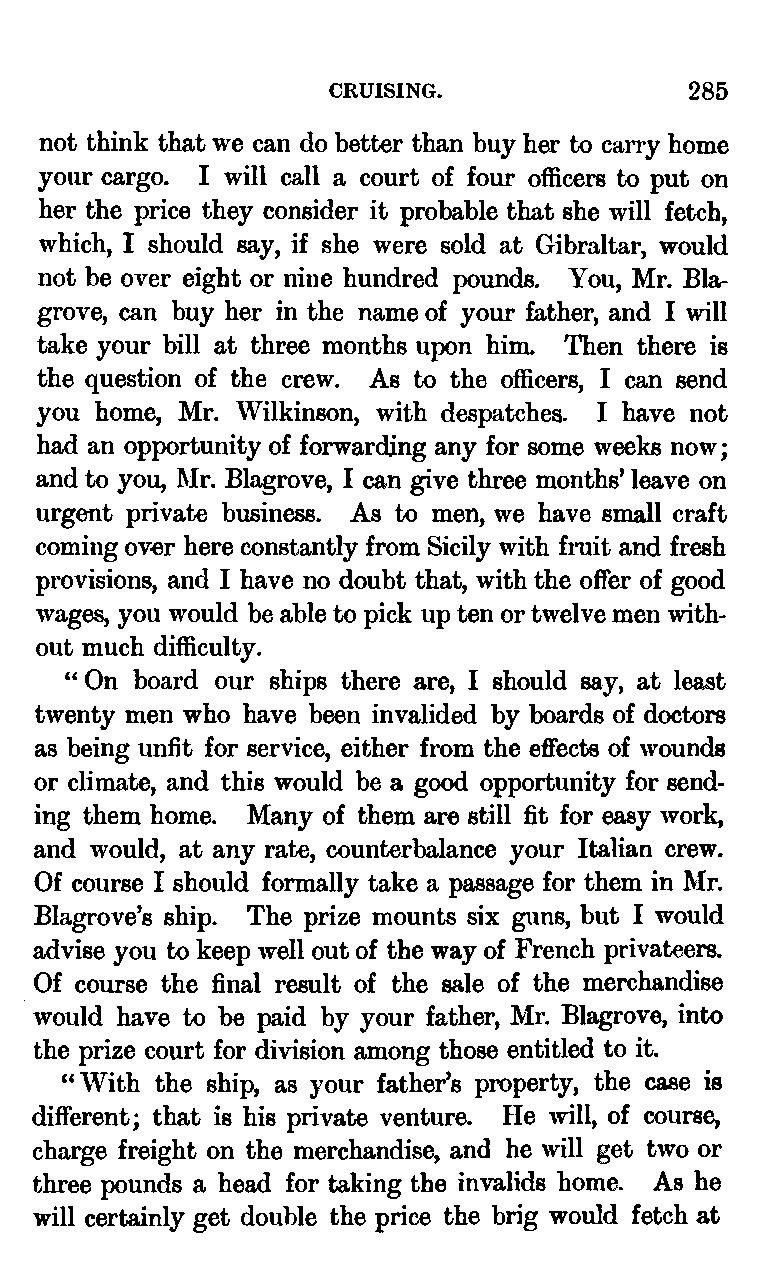 CRUISING. 285
not think that we can do better than buy her to carry home
your cargo. I will call a court of four officers to put on
her the price they consider it probable that she will fetch,
which, I should say, if she were sold at Gibraltar, would
not be over eight or nine hundred pounds. You, Mr. Bla-
grove, can buy her in the name of your father, and I will
take your bill at three months upon him. Then there is
the question of the crew. As to the officers, I can send
you home, Mr. Wilkinson, with despatches. I have not
had an opportunity of forwarding any for some weeks now;
and to you, Mr. Blagrove, I can give three months' leave on
urgent private business. As to men, we have small craft
coming over here constantly from Sicily with fruit and fresh
provisions, and I have no doubt that, with the offer of good
wages, you would be able to pick up ten or twelve men with-
out much difficulty.
"On board our ships there are, I should say, at least
twenty men who have been invalided by boards of doctors
as being unfit for service, either from the effects of wounds
or climate, and this would be a good opportunity for send-
ing them home. Many of them are still fit for easy work,
and would, at any rate, counterbalance your Italian crew.
Of course I should formally take a passage for them in Mr.
Blagrove's ship. The prize mounts six guns, but I would
advise you to keep well out of the way of French privateers.
Of course the final result of the sale of the merchandise
would have to be paid by your father, Mr. Blagrove, into
the prize court for division among those entitled to it.
"With the ship, as your father's property, the case is
different; that is his private venture. He will, of course,
charge freight on the merchandise, and he will get two or
three pounds a head for taking the invalids home. As he
will certainly get double the price the brig would fetch at